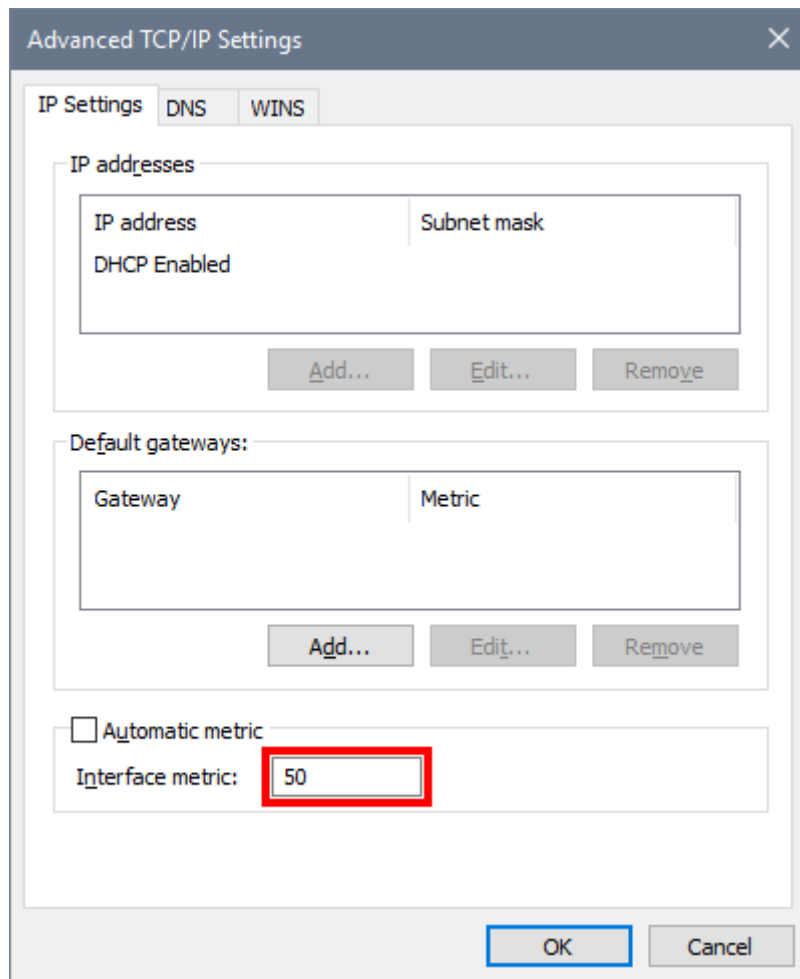 Advanced TCP/IP Settings
IP Settings DNS WINS
IP addresses
IP address Subnet mask
DHCP Enabled
Add... Edit... Remove
Default gateways:
Gateway Metric
Add... Edit... Remove
Automatic metric
Interface metric: 50
OK Cancel